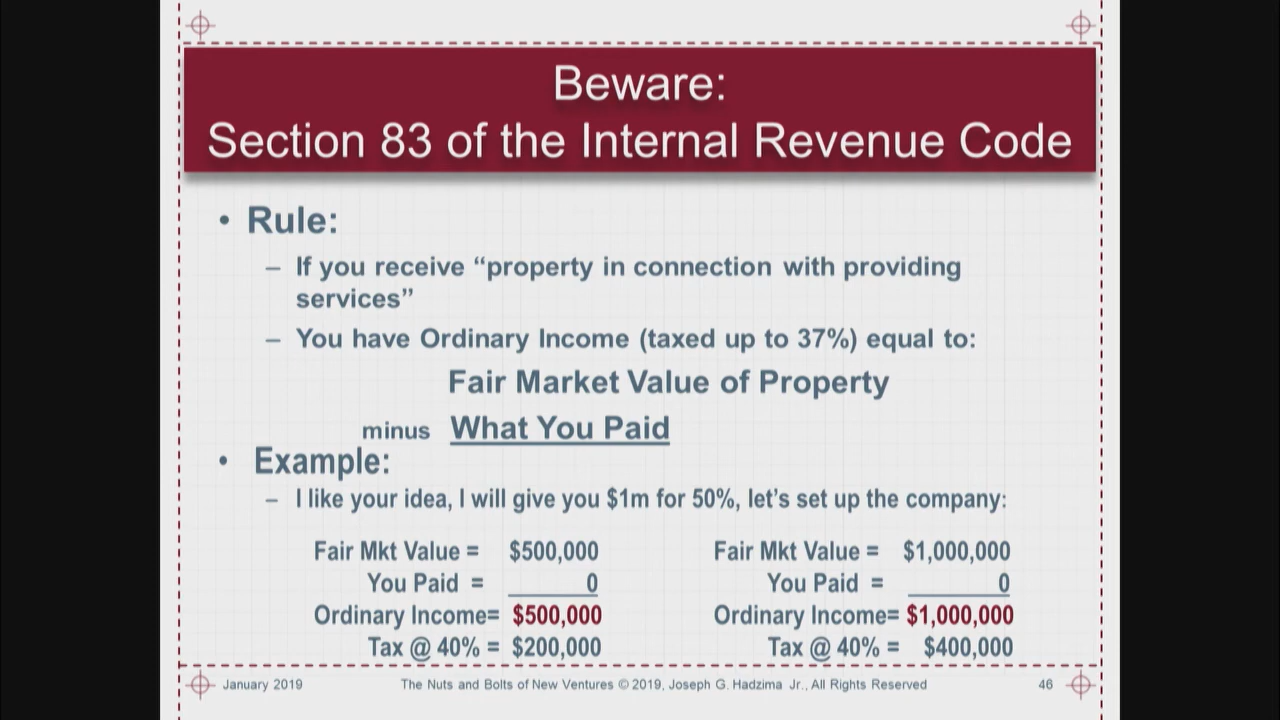 Beware:
Section 83 of the Internal Revenue Code
• Rule:
– If you receive “property in connection with providing
services”
– You have Ordinary Income (taxed up to 37%) equal to:
Fair Market Value of Property
minus What You Paid
• Example:
– I like your idea, I will give you $1m for 50%, let’s set up the company:
Fair Mkt Value = $500,000 Fair Mkt Value = $1,000,000
You Paid = 0 You Paid = 0
Ordinary Income= $500,000 Ordinary Income= $1,000,000
Tax @ 40% = $200,000 Tax @ 40% = $400,000
January 2019 The Nuts and Bolts of New Ventures © 2019, Joseph G. Hadzima Jr., All Rights Reserved 46